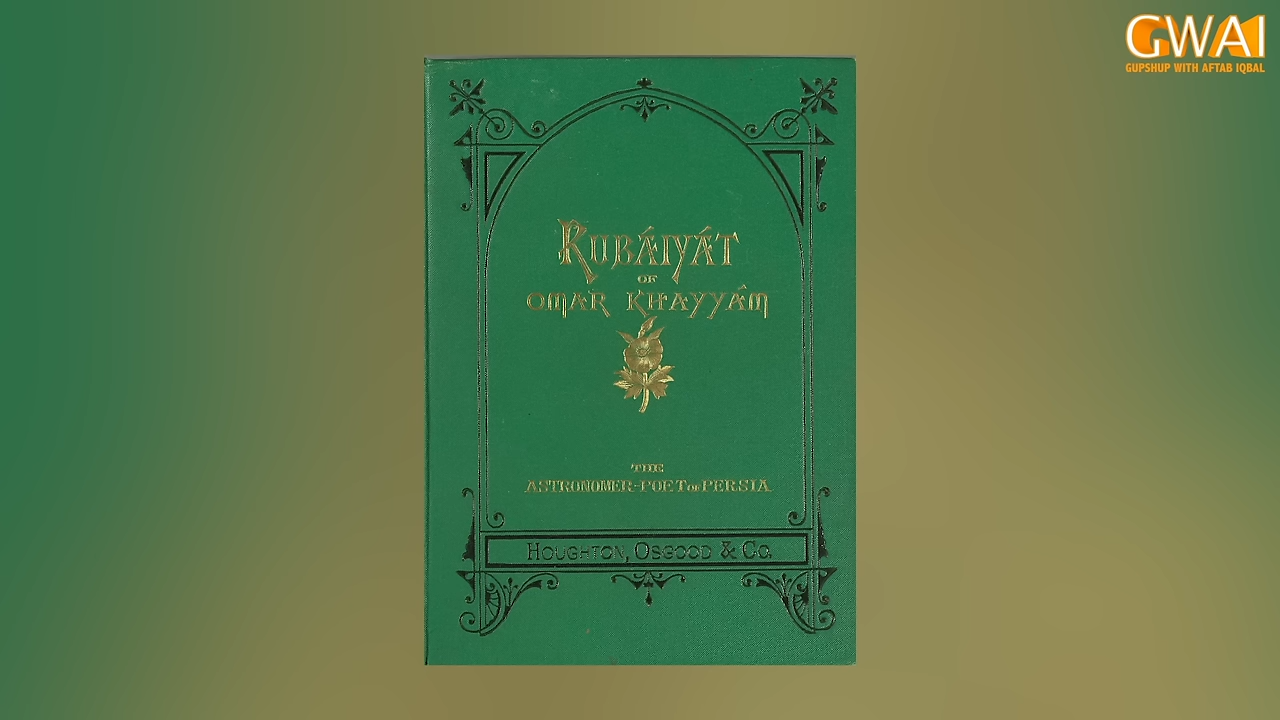 GWAI
GUPSHUP WITH AFTAB IQBAL
RUBÁIYÁT
OF
OMAR KHAYYÁM
THE
ASTRONOMER-POET OF PERSIA
HOUGHTON, OSGOOD & CO.